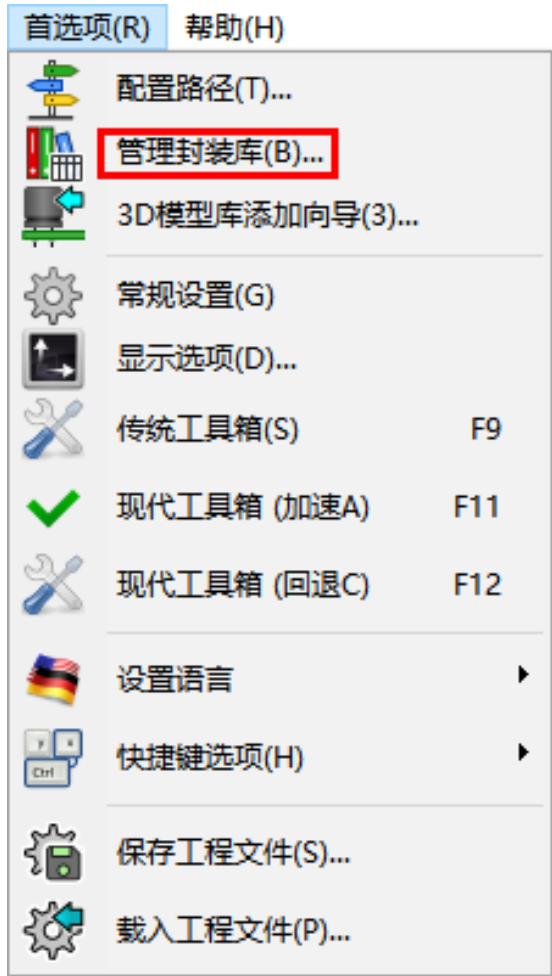 首选项(R) 帮助(H)
配置路径(T)...
管理封装库(B)...
3D模型库添加向导(3)...
常规设置(G)
显示选项(D)...
传统工具箱(S) F9
现代工具箱 (加速A) F11
现代工具箱 (回退C) F12
设置语言
y x
Ctrl
快捷键选项(H)
保存工程文件(S)...
载入工程文件(P)...